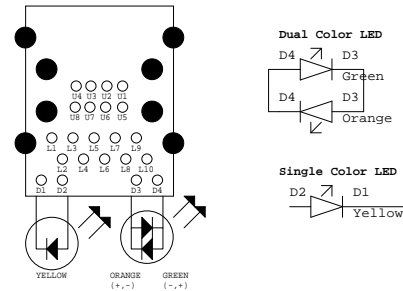 U4 U3 U2 U1
U8 U7 U6 U5
L1 L3 L5 L7 L9
L2 L4 L6 L8 L10
D1 D2 D3 D4
YELLOW ORANGE GREEN
(+,-) (-,+)
Dual Color LED
D4 D3
Green
D4 D3
Orange
Single Color LED
D2 D1
Yellow